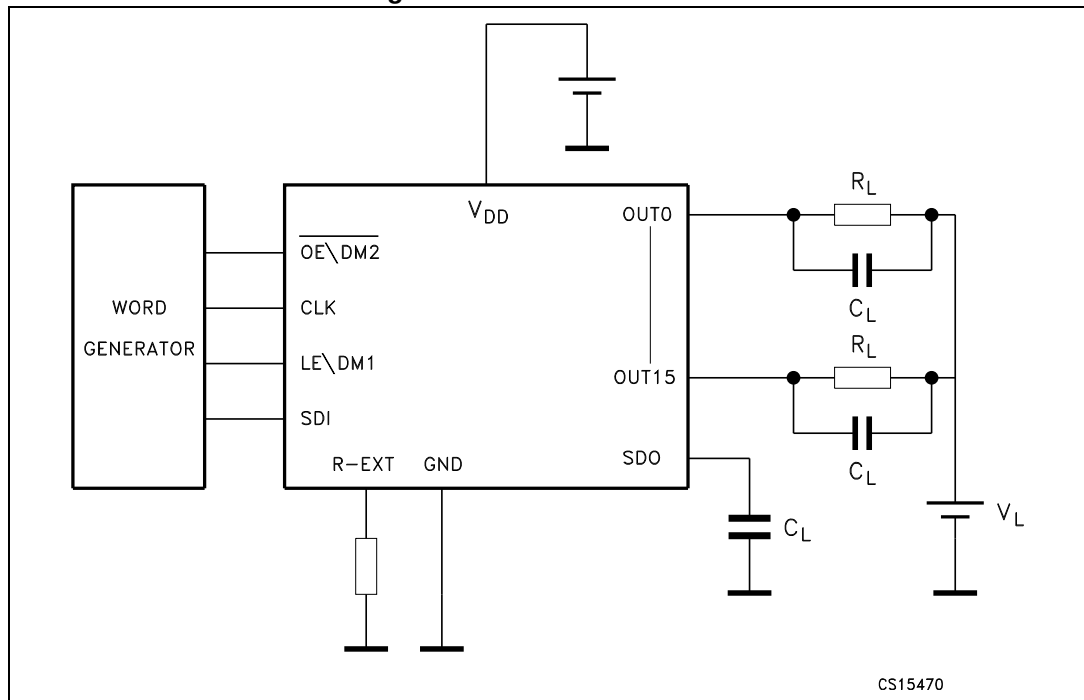 V_DD
OUT0
R_L
C_L
OE\DM2
CLK
LE\DM1
SDI
WORD
GENERATOR
R_L
OUT15
C_L
SDO
R-EXT GND
C_L
V_L
CS15470